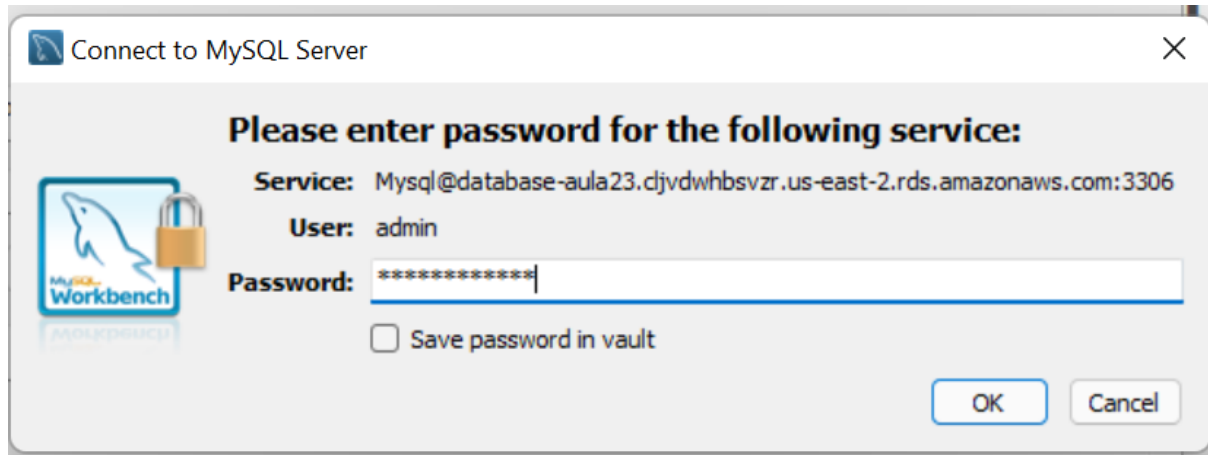 Connect to MySQL Server
Please enter password for the following service:
Service: Mysql@database-aula23.cljvdwhbsvzr.us-east-2.rds.amazonaws.com:3306
User: admin
Password: ************
MySQL
Workbench
Save password in vault
OK Cancel